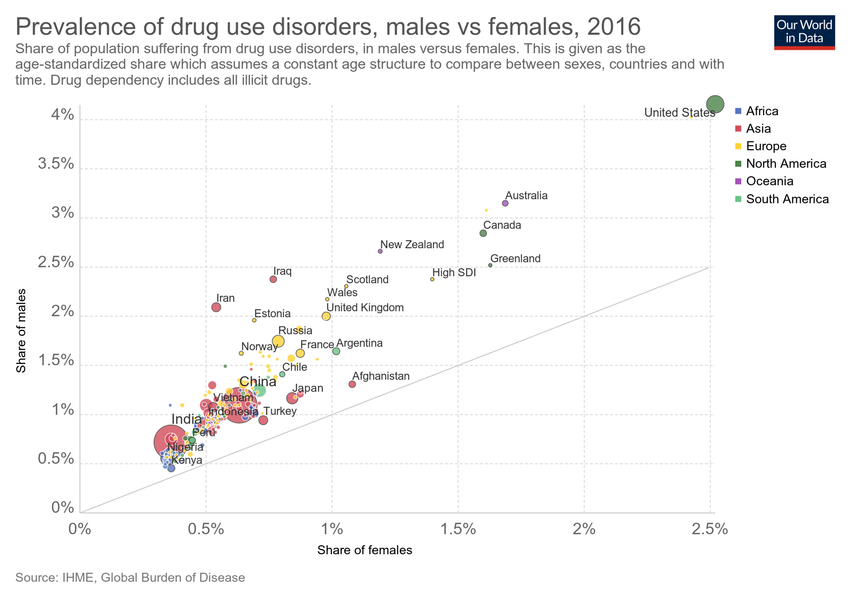 Prevalence of drug use disorders, males vs females, 2016
Share of population suffering from drug use disorders, in males versus females. This is given as the
age-standardized share which assumes a constant age structure to compare between sexes, countries and with
time. Drug dependency includes all illicit drugs.
Our World
in Data
4%
3.5%
3%
2.5%
2%
1.5%
1%
0.5%
0%
Share of males
United States
Australia
Canada
New Zealand
Greenland
Iraq
High SDI
Scotland
Iran
Wales
United Kingdom
Estonia
Russia
Norway
France
Argentina
Chile
China
Afghanistan
Japan
Vietnam
Indonesia
Turkey
India
Peru
Nigeria
Kenya
0%
0.5%
1%
1.5%
2%
2.5%
Share of females
Africa
Asia
Europe
North America
Oceania
South America
Source: IHME, Global Burden of Disease